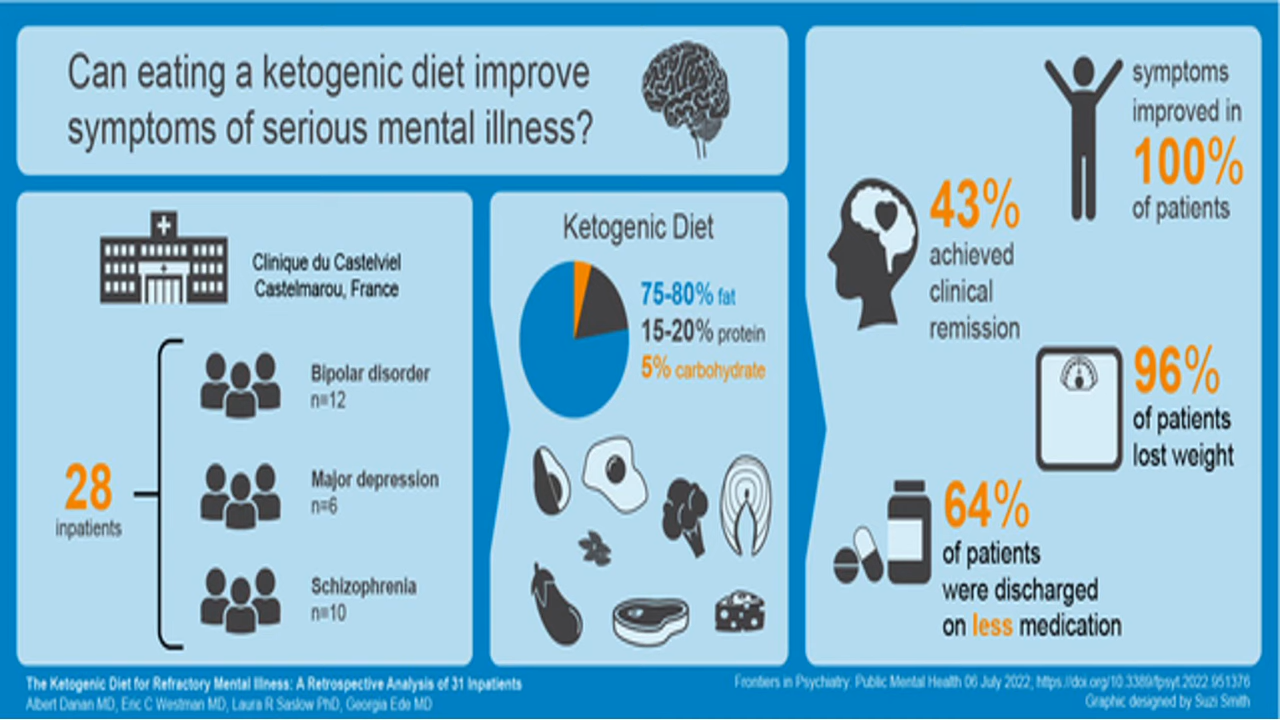 Can eating a ketogenic diet improve
symptoms of serious mental illness?
Clinique du Castelviel
Castelmarou, France
28
inpatients
Bipolar disorder
n=12
Major depression
n=6
Schizophrenia
n=10
Ketogenic Diet
75-80% fat
15-20% protein
5% carbohydrate
symptoms
improved in
100%
of patients
43%
achieved
clinical
remission
96%
of patients
lost weight
64%
of patients
were discharged
on less medication
The Ketogenic Diet for Refractory Mental Illness: A Retrospective Analysis of 31 Inpatients
Albert Danan MD, Eric C Westman MD, Laura R Saslow PhD, Georgia Ede MD
Frontiers in Psychiatry: Public Mental Health 06 July 2022; https://doi.org/10.3389/fpsyt.2022.951376
Graphic designed by Suzi Smith